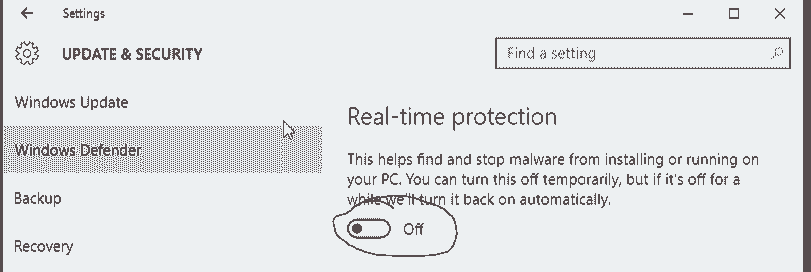 Settings
UPDATE & SECURITY
Find a setting
Windows Update
Windows Defender
Backup
Recovery
Real-time protection
This helps find and stop malware from installing or running on
your PC. You can turn this off temporarily, but if it's off for a
while we'll turn it back on automatically.
Off